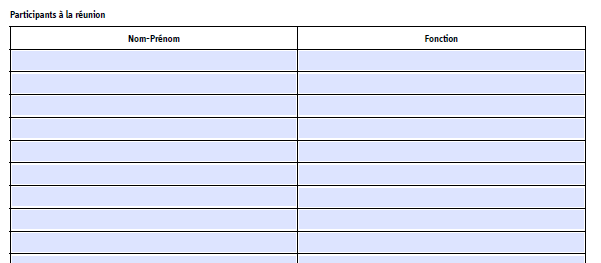 Participants à la réunion
Nom-Prénom Fonction